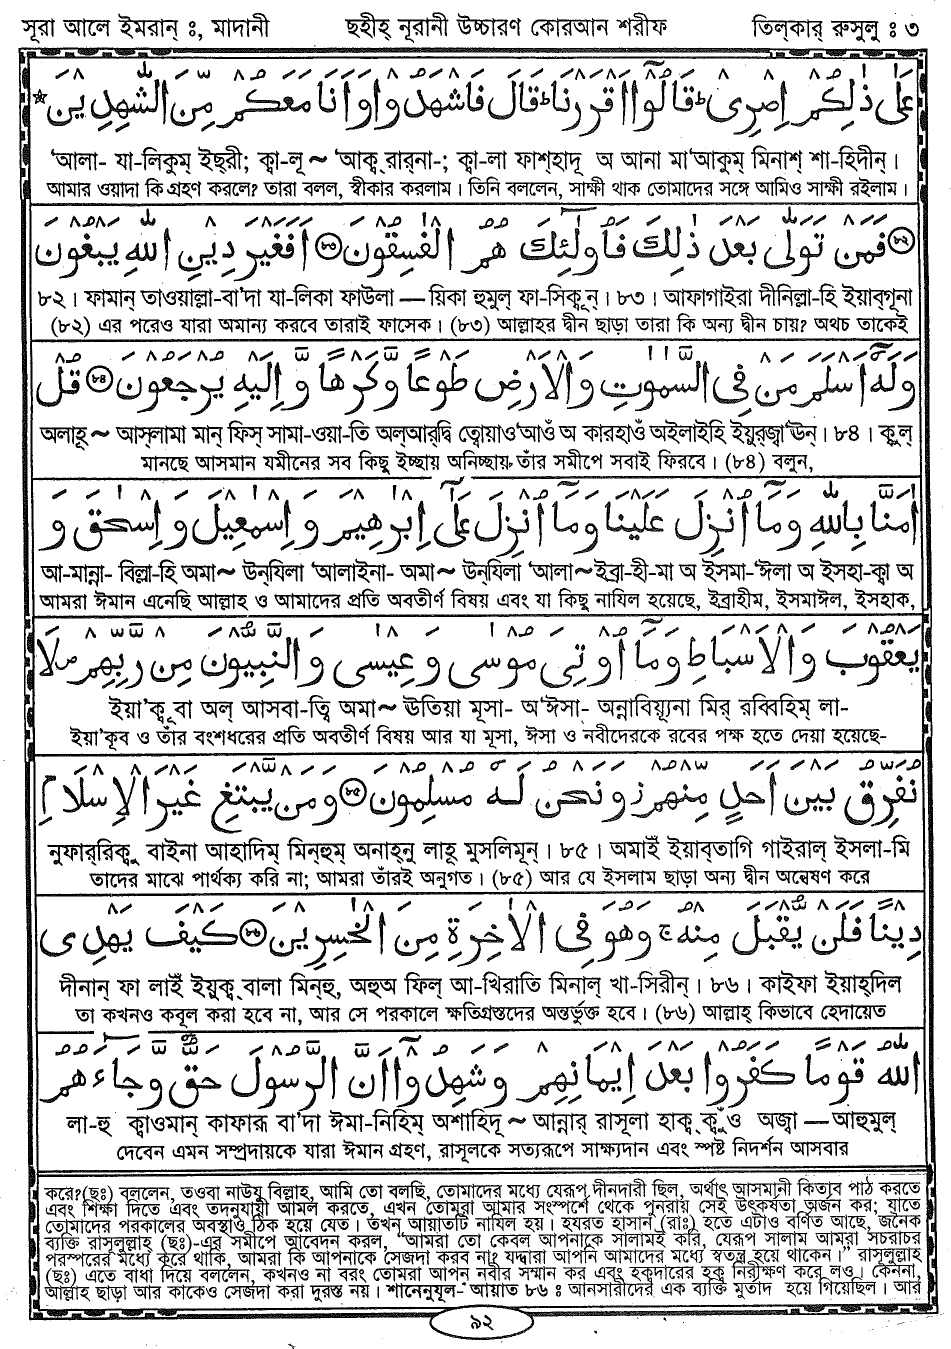 সূরা আলে ইমরান ঃ, মাদানী ছহীহ্ নূরানী উচ্চারণ কোরআন শরীফ তিল্‌কার্ রুসুলু ঃ ৩
عَلٰى ذٰلِكُمْ اِصْرِىْ ؕ قَالُوْۤا اَقْرَرْنَا ؕ قَالَ فَاشْهَدُوْا وَاَنَا مَعَكُمْ مِّنَ الشّٰهِدِيْنَ
‘আলা- যা-লিকুম্ ইছ্‌রী; ক্বা-লূ ~ ‘আক্ব্‌রার্‌না-; ক্বা-লা ফাশ্‌হাদূ অ আনা মা‘আকুম্ মিনাশ্ শা-হিদীন্।
আমার ওয়াদা কি গ্রহণ করলে? তারা বলল, স্বীকার করলাম। তিনি বললেন, সাক্ষী থাক তোমাদের সঙ্গে আমিও সাক্ষী রইলাম।
﴿٨٢﴾ فَمَنْ تَوَلّٰى بَعْدَ ذٰلِكَ فَاُولٰٓئِكَ هُمُ الْفٰسِقُوْنَ ﴿٨٣﴾ اَفَغَيْرَ دِيْنِ اللّٰهِ يَبْغُوْنَ
৮২। ফামান্ তাওয়াল্লা-বা‘দা যা-লিকা ফাউলা — য়িকা হুমুল্ ফা-সিক্বূন্। ৮৩। আফাগাইরা দীনিল্লা-হি ইয়াব্‌গূনা
(৮২) এর পরেও যারা অমান্য করবে তারাই ফাসেক। (৮৩) আল্লাহর দ্বীন ছাড়া তারা কি অন্য দ্বীন চায়? অথচ তাকেই
وَلَهٗۤ اَسْلَمَ مَنْ فِى السَّمٰوٰتِ وَالْاَرْضِ طَوْعًا وَّكَرْهًا وَّاِلَيْهِ يُرْجَعُوْنَ ﴿٨٤﴾ قُلْ
অলাহূ ~ আস্‌লামা মান্ ফিস্ সামা-ওয়া-তি অল্‌আর্‌দ্বি ত্বোয়াও‘আওঁ অ কারহাওঁ অইলাইহি ইয়ুর্‌জ্বা‘ঊন্। ৮৪। ক্বুল্
মানছে আসমান যমীনের সব কিছু ইচ্ছায় অনিচ্ছায়, তাঁর সমীপে সবাই ফিরবে। (৮৪) বলুন,
اٰمَنَّا بِاللّٰهِ وَمَاۤ اُنْزِلَ عَلَيْنَا وَمَاۤ اُنْزِلَ عَلٰٓى اِبْرٰهِيْمَ وَاِسْمٰعِيْلَ وَاِسْحٰقَ وَ
আ-মান্না- বিল্লা-হি অমা~ উন্‌যিলা ‘আলাইনা- অমা~ উন্‌যিলা ‘আলা~ইব্রা-হী-মা অ ইসমা-‘ঈলা অ ইসহা-ক্বা অ
আমরা ঈমান এনেছি আল্লাহ ও আমাদের প্রতি অবতীর্ণ বিষয় এবং যা কিছু নাযিল হয়েছে, ইব্রাহীম, ইসমাঈল, ইসহাক,
يَعْقُوْبَ وَالْاَسْبَاطِ وَمَاۤ اُوْتِىَ مُوْسٰى وَعِيْسٰى وَالنَّبِيُّوْنَ مِنْ رَّبِّهِمْ لَا
ইয়া‘ক্বূবা অল্ আসবা-ত্বি অমা~ ঊতিয়া মূসা- অ‘ঈসা- অন্নাবিয়্যূনা মির্ রব্বিহিম্ লা-
ইয়া‘কূব ও তাঁর বংশধরের প্রতি অবতীর্ণ বিষয় আর যা মূসা, ঈসা ও নবীদেরকে রবের পক্ষ হতে দেয়া হয়েছে-
نُفَرِّقُ بَيْنَ اَحَدٍ مِّنْهُمْ ز وَنَحْنُ لَهٗ مُسْلِمُوْنَ ﴿٨٥﴾ وَمَنْ يَّبْتَغِ غَيْرَ الْاِسْلَامِ
নুফার্‌রিক্বু বাইনা আহাদিম্ মিন্‌হুম্ অনাহ্‌নু লাহূ মুসলিমূন্। ৮৫। অমাইঁ ইয়াব্‌তাগি গাইরাল্ ইসলা-মি
তাদের মাঝে পার্থক্য করি না; আমরা তাঁরই অনুগত। (৮৫) আর যে ইসলাম ছাড়া অন্য দ্বীন অন্বেষণ করে
دِيْنًا فَلَنْ يُّقْبَلَ مِنْهُ ج وَهُوَ فِى الْاٰخِرَةِ مِنَ الْخٰسِرِيْنَ ﴿٨٦﴾ كَيْفَ يَهْدِى
দীনান্ ফা লাইঁ ইয়ুক্ব্‌বালা মিন্‌হু, অহুঅ ফিল্ আ-খিরাতি মিনাল্ খা-সিরীন্। ৮৬। কাইফা ইয়াহ্‌দিল
তা কখনও কবূল করা হবে না, আর সে পরকালে ক্ষতিগ্রস্তদের অন্তর্ভুক্ত হবে। (৮৬) আল্লাহ্ কিভাবে হেদায়েত
اللّٰهُ قَوْمًا كَفَرُوْا بَعْدَ اِيْمَانِهِمْ وَشَهِدُوْۤا اَنَّ الرَّسُوْلَ حَقٌّ وَّجَآءَهُمُ
লা-হু ক্বাওমান্ কাফারূ বা‘দা ঈমা-নিহিম্ অশাহিদূ ~ আন্নার্ রাসূলা হাক্ব্‌ক্বুঁও অজ্বা — আহুমুল্
দেবেন এমন সম্প্রদায়কে যারা ঈমান গ্রহণ, রাসূলকে সত্যরূপে সাক্ষ্যদান এবং স্পষ্ট নিদর্শন আসবার
করে?(ছঃ) বললেন, তওবা নাউযু বিল্লাহ, আমি তো বলছি, তোমাদের মধ্যে যেরূপ দীনদারী ছিল, অর্থাৎ আসমানী কিতাব পাঠ করতে
এবং শিক্ষা দিতে এবং তদনুযায়ী আমল করতে, এখন তোমরা আমার সংস্পর্শে থেকে পুনরায় সেই উৎকর্ষতা অর্জন কর; যাতে
তোমাদের পরকালের অবস্থাও ঠিক হয়ে যেত। তখন আয়াতটি নাযিল হয়। হযরত হাসান (রাঃ) হতে এটাও বর্ণিত আছে, জনৈক
ব্যক্তি রাসূলুল্লাহ্ (ছঃ)-এর সমীপে আবেদন করল, “আমরা তো কেবল আপনাকে সালামই করি, যেরূপ সালাম আমরা সচরাচর
পরস্পরের মধ্যে করে থাকি, আমরা কি আপনাকে সেজদা করব না? যদ্দ্বারা আপনি আমাদের মধ্যে স্বতন্ত্র হয়ে থাকেন।” রাসূলুল্লাহ্
(ছঃ) এতে বাধা দিয়ে বললেন, কখনও না বরং তোমরা আপন নবীর সম্মান কর এবং হকদারের হক্ব নিরীক্ষণ করে লও। কেননা,
আল্লাহ ছাড়া আর কাকেও সেজদা করা দুরস্ত নয়। শানেনুযূল- আয়াত ৮৬ ঃ আনসারীদের এক ব্যক্তি মুর্তাদ হয়ে গিয়েছিল। আর
৯২